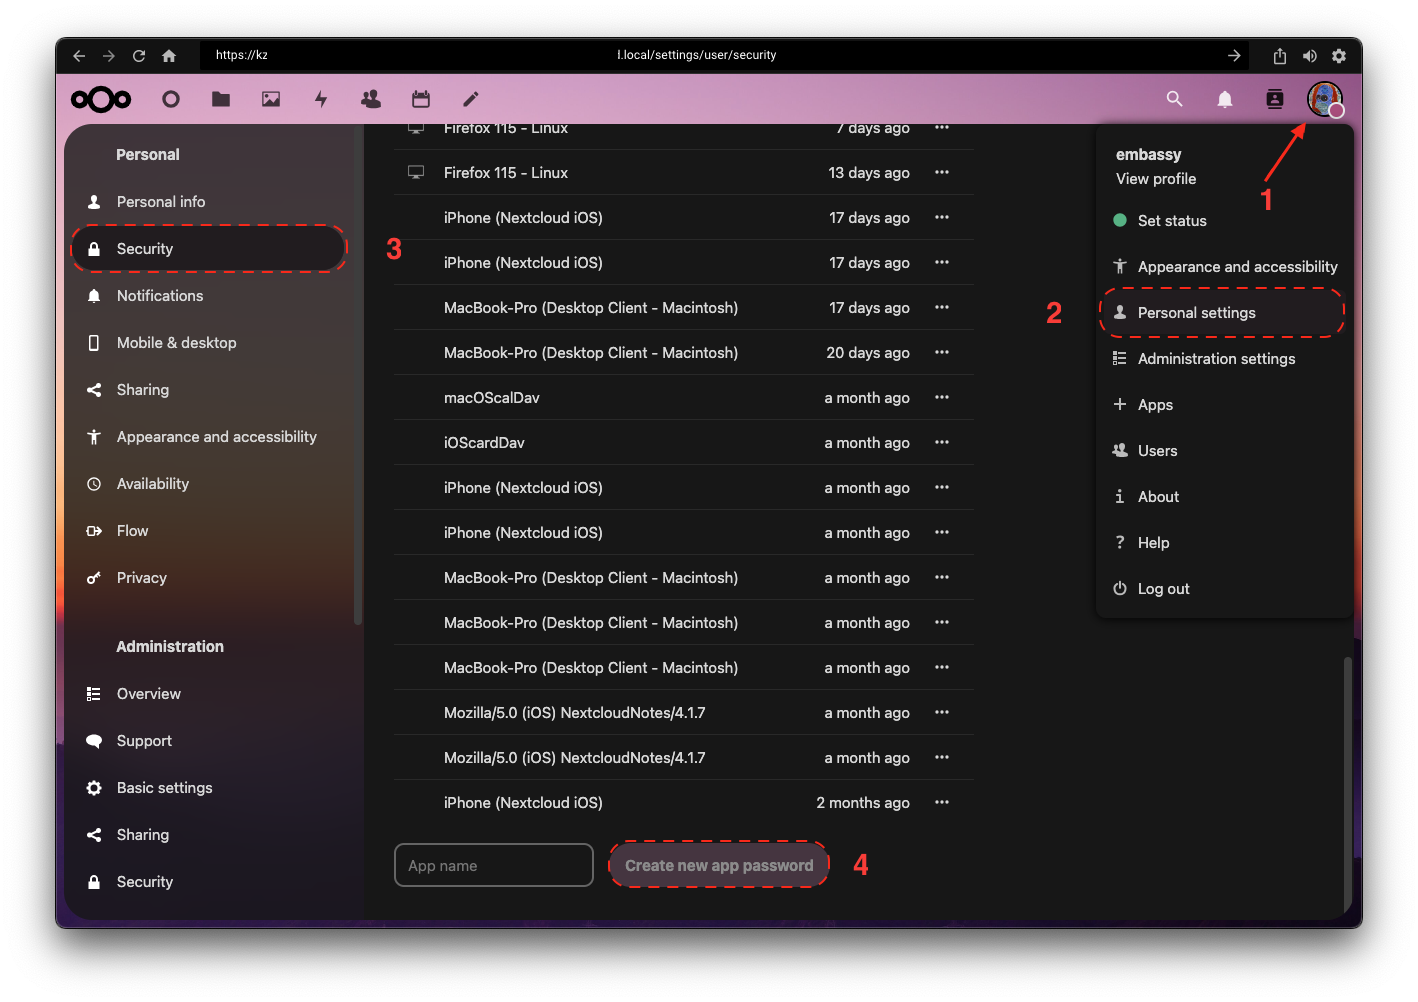 https://kz l.local/settings/user/security
Personal
Personal info
Security
Notifications
Mobile & desktop
Sharing
Appearance and accessibility
Availability
Flow
Privacy
Administration
Overview
Support
Basic settings
Sharing
Security
3
Firefox 115 - Linux 7 days ago
Firefox 115 - Linux 13 days ago
iPhone (Nextcloud iOS) 17 days ago
iPhone (Nextcloud iOS) 17 days ago
MacBook-Pro (Desktop Client - Macintosh) 17 days ago
MacBook-Pro (Desktop Client - Macintosh) 20 days ago
macOScalDav a month ago
iOScardDav a month ago
iPhone (Nextcloud iOS) a month ago
iPhone (Nextcloud iOS) a month ago
MacBook-Pro (Desktop Client - Macintosh) a month ago
MacBook-Pro (Desktop Client - Macintosh) a month ago
MacBook-Pro (Desktop Client - Macintosh) a month ago
Mozilla/5.0 (iOS) NextcloudNotes/4.1.7 a month ago
Mozilla/5.0 (iOS) NextcloudNotes/4.1.7 a month ago
iPhone (Nextcloud iOS) 2 months ago
App name
Create new app password
4
embassy
View profile
1
Set status
Appearance and accessibility
2
Personal settings
Administration settings
Apps
Users
About
Help
Log out